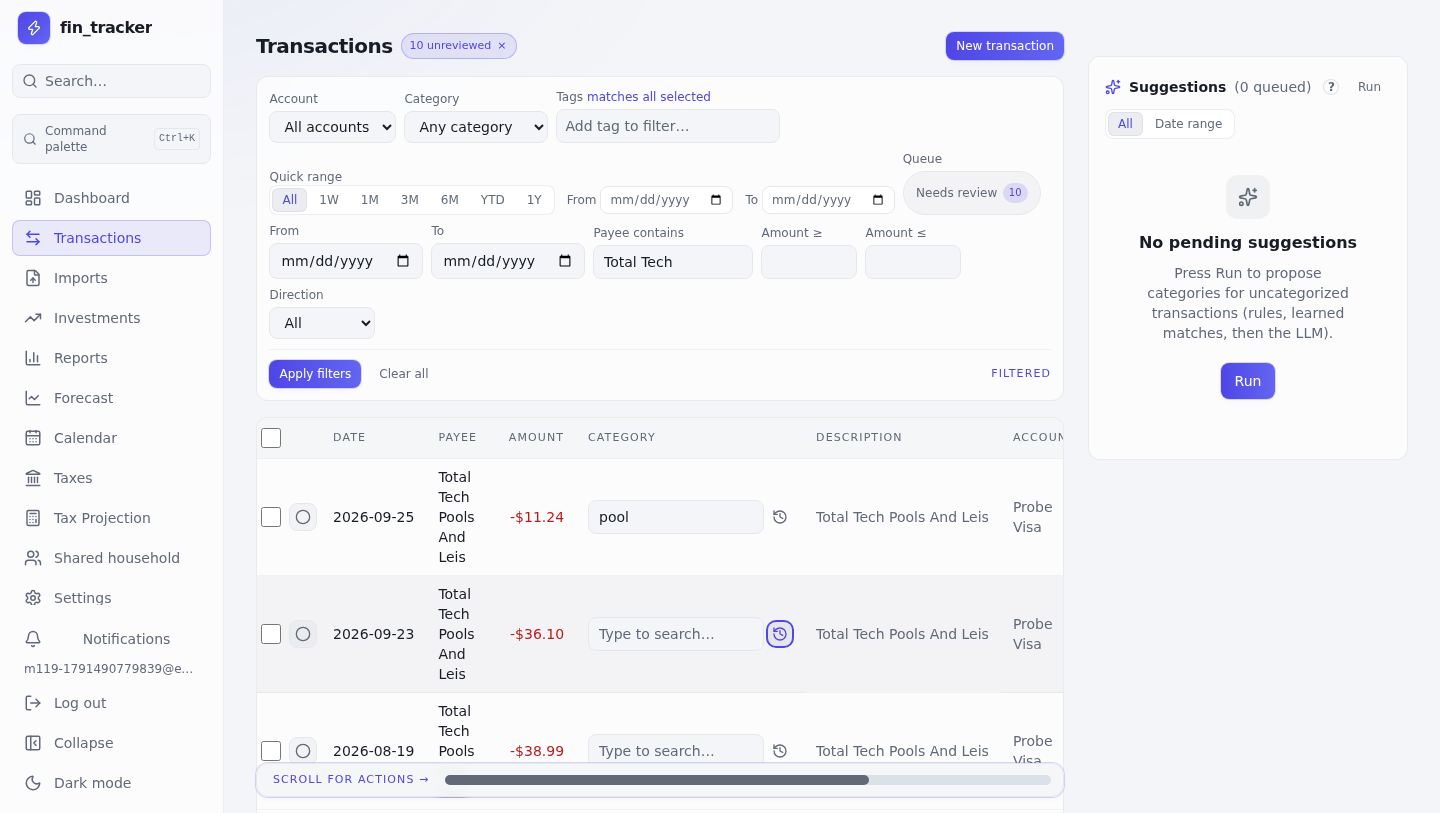 fin_tracker
Search…
Command palette
Ctrl+K
Dashboard
Transactions
Imports
Investments
Reports
Forecast
Calendar
Taxes
Tax Projection
Shared household
Settings
Notifications
m119-1791490779839@e…
Log out
Collapse
Dark mode
Transactions
10 unreviewed ×
New transaction
Account
Category
Tags matches all selected
All accounts
Any category
Add tag to filter…
Quick range
All 1W 1M 3M 6M YTD 1Y
From mm/dd/yyyy
To mm/dd/yyyy
Queue
Needs review 10
From
To
Payee contains
Amount ≥
Amount ≤
mm/dd/yyyy
mm/dd/yyyy
Total Tech
Direction
All
Apply filters
Clear all
FILTERED
DATE PAYEE AMOUNT CATEGORY DESCRIPTION ACCOUN
2026-09-25
Total
Tech
Pools
And
Leis
-$11.24
pool
Total Tech Pools And Leis
Probe
Visa
2026-09-23
Total
Tech
Pools
And
Leis
-$36.10
Type to search…
Total Tech Pools And Leis
Probe
Visa
2026-08-19
Total
Tech
Pools
-$38.99
Type to search…
Total Tech Pools And Leis
Probe
Visa
SCROLL FOR ACTIONS →
Suggestions (0 queued) ? Run
All Date range
No pending suggestions
Press Run to propose
categories for uncategorized
transactions (rules, learned
matches, then the LLM).
Run